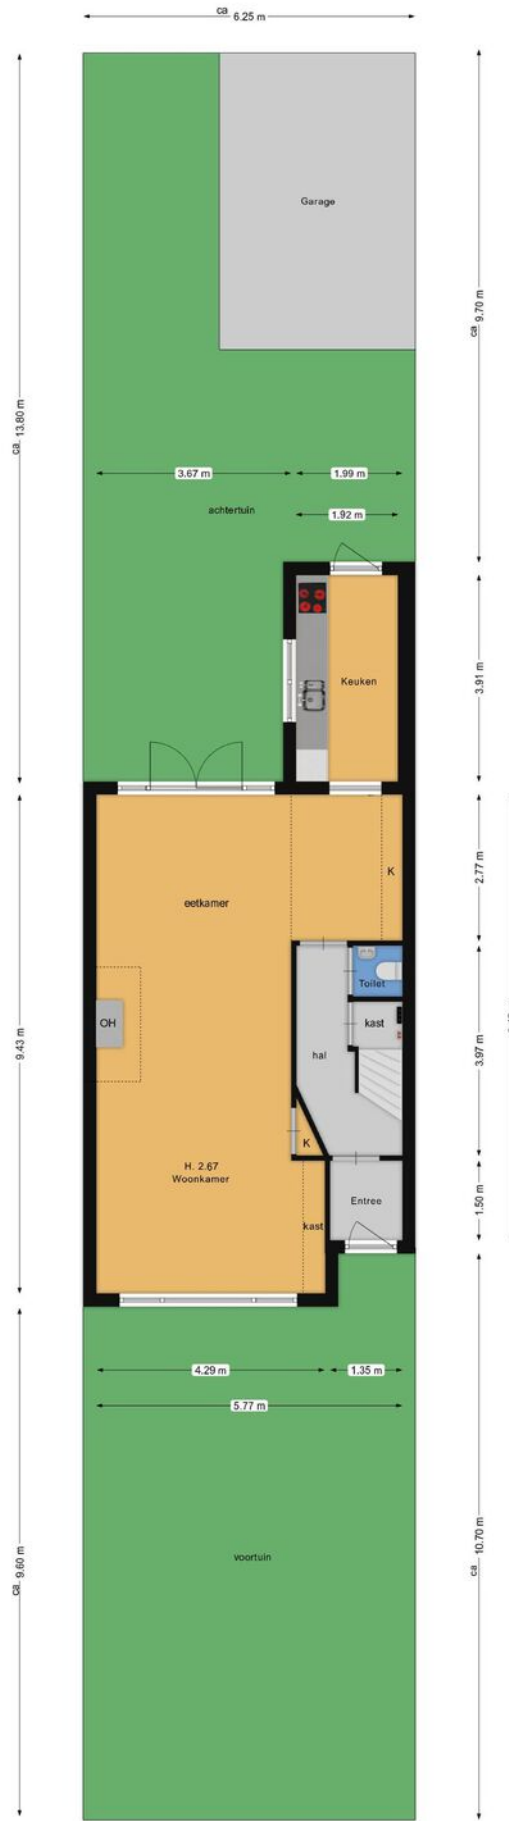 ca 6.25 m
Garage
ca 9.70 m
ca. 13.80 m
3.67 m
1.99 m
achtertuin
1.92 m
Keuken
3.91 m
2.77 m
K
eetkamer
Toilet
OH
kast
hal
9.43 m
3.97 m
K
H. 2.67
Woonkamer
Entree
1.50 m
kast
4.29 m
1.35 m
5.77 m
voortuin
ca. 9.60 m
ca 10.70 m